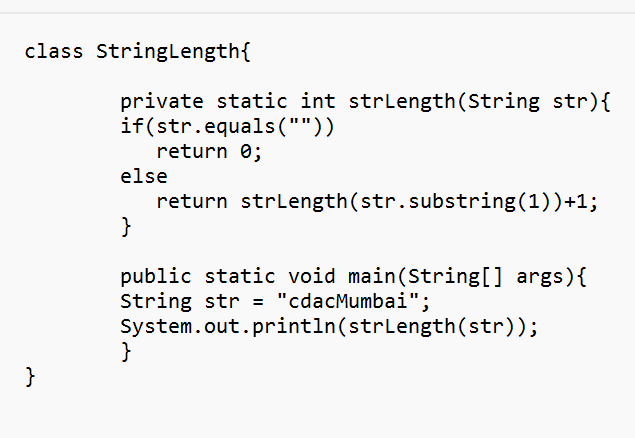 class StringLength{
private static int strLength(String str){
if(str.equals(""))
return 0;
else
return strLength(str.substring(1))+1;
}
public static void main(String[] args){
String str = "cdacMumbai";
System.out.println(strLength(str));
}
}